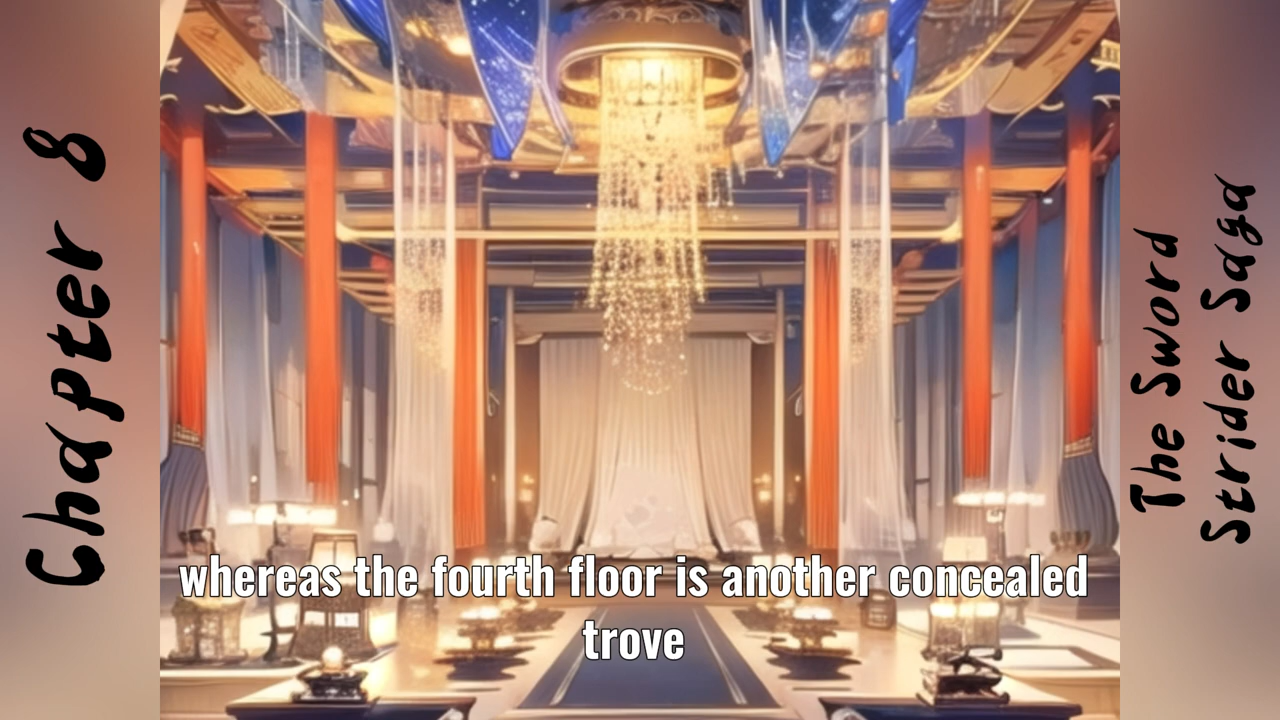 Chapter 8
whereas the fourth floor is another concealed
trove
The Sword
Strider Saga